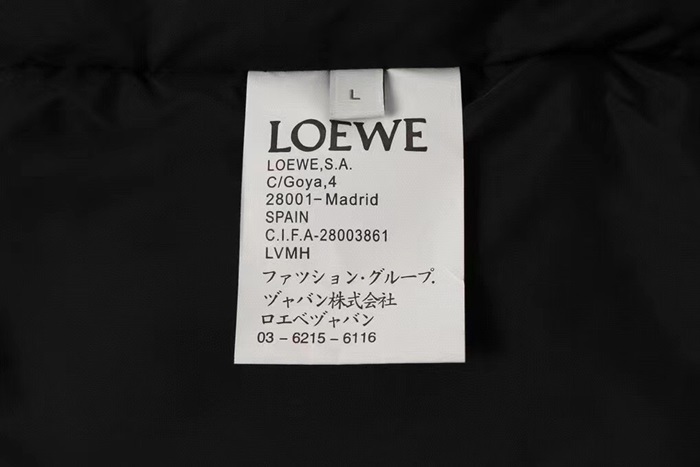 L
LOEWE
LOEWE,S.A.
C/Goya,4
28001-Madrid
SPAIN
C.I.F.A-28003861
LVMH
ファツション·グループ.
ヅャバン株式会社
ロエベヅャバン
03-6215-6116